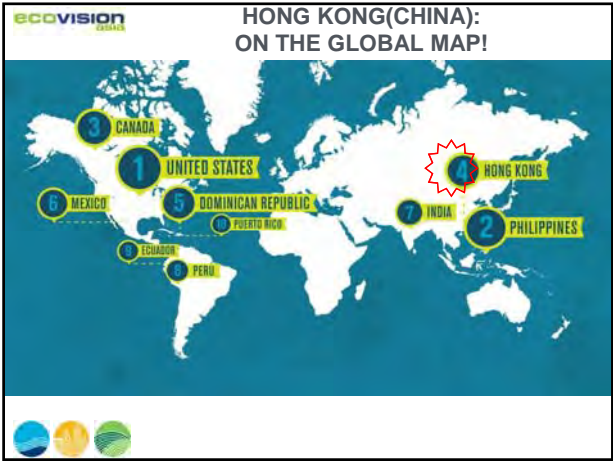 ecovision
HONG KONG(CHINA):
ON THE GLOBAL MAP!
3 CANADA
1 UNITED STATES
4 HONG KONG
6 MEXICO
5 DOMINICAN REPUBLIC
7 INDIA
10 PUERTO RICO
2 PHILIPPINES
9 ECUADOR
8 PERU